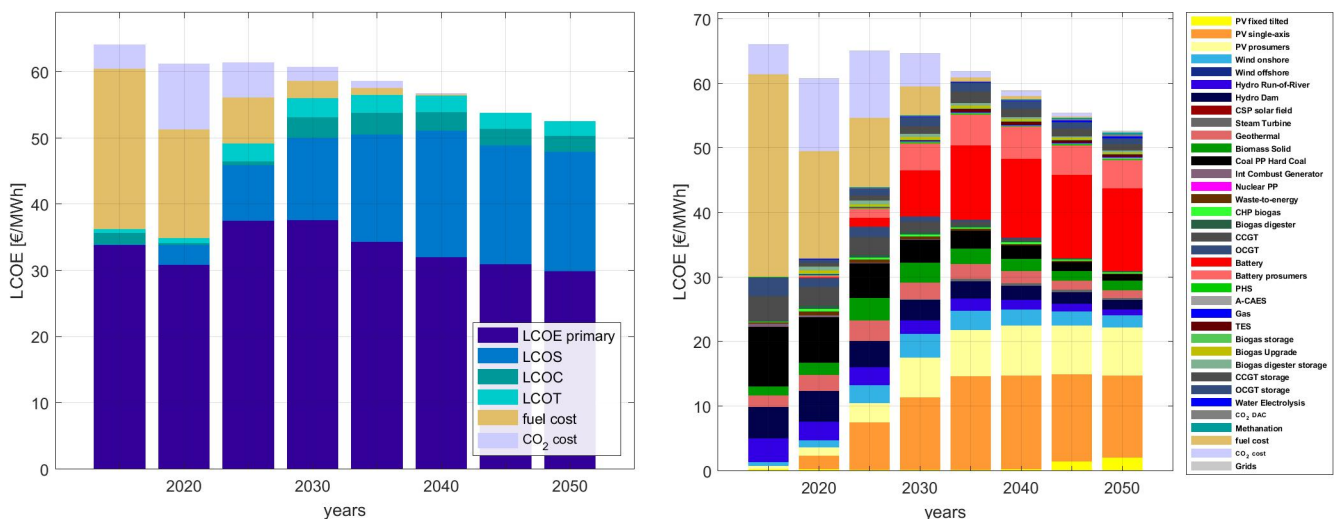 LCOE [€/MWh]
60
50
40
30
20
10
0
2020
2030
2040
2050
years
LCOE primary
LCOS
LCOC
LCOT
fuel cost
CO₂ cost
LCOE [€/MWh]
70
60
50
40
30
20
10
0
2020
2030
2040
2050
years
PV fixed tilted
PV single-axis
PV prosumers
Wind onshore
Wind offshore
Hydro Run-of-River
Hydro Dam
CSP solar field
Steam Turbine
Geothermal
Biomass Solid
Coal PP Hard Coal
Int Combust Generator
Nuclear PP
Waste-to-energy
CHP biogas
Biogas digester
CCGT
OCGT
Battery
Battery prosumers
PHS
A-CAES
Gas
TES
Biogas storage
Biogas Upgrade
Biogas digester storage
CCGT storage
OCGT storage
Water Electrolysis
CO₂ DAC
Methanation
fuel cost
CO₂ cost
Grids